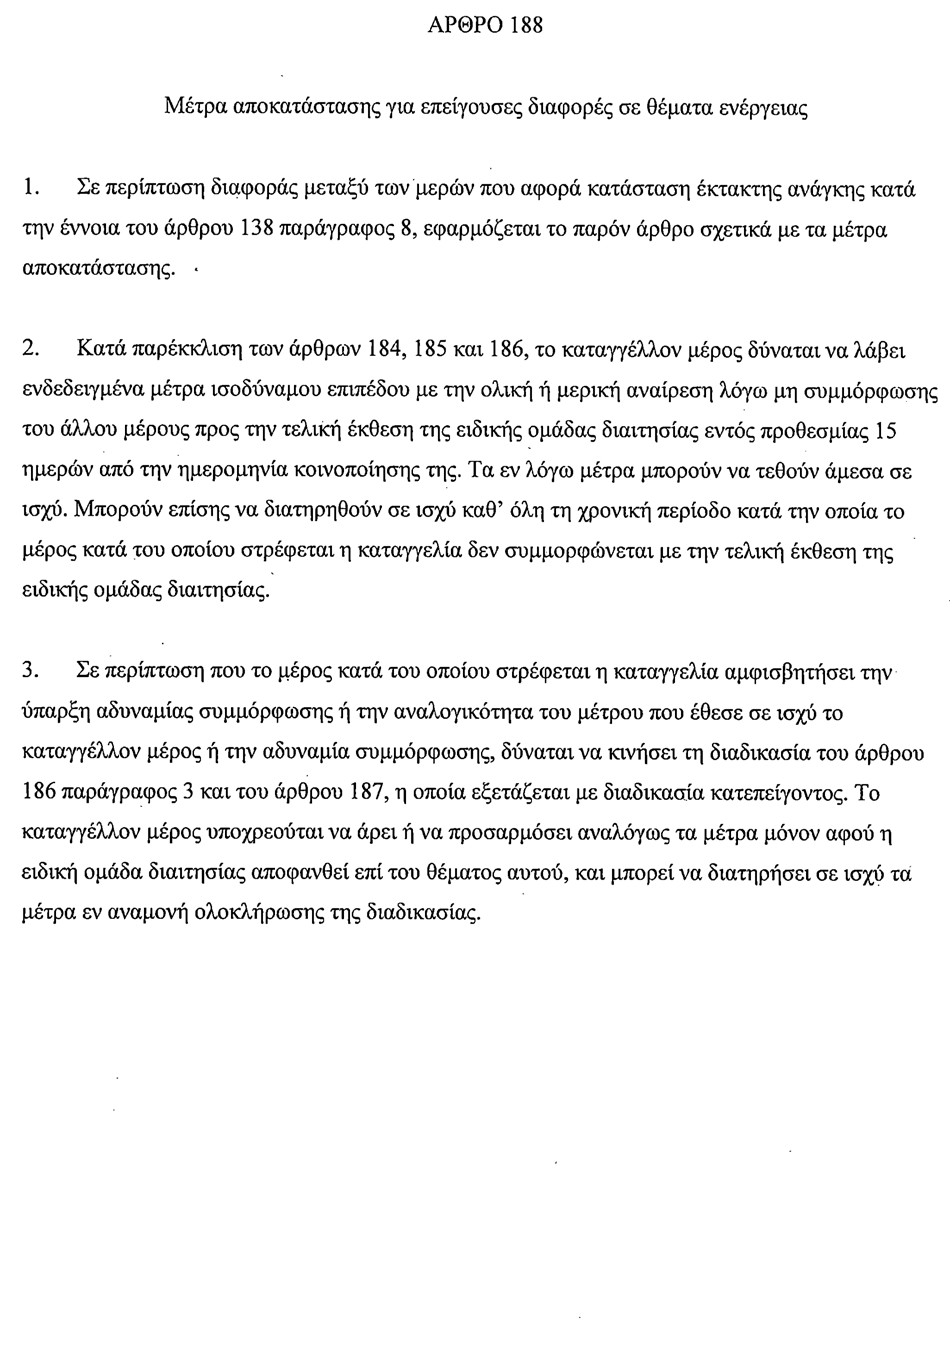 ΑΡΘΡΟ 188
Μέτρα αποκατάστασης για επείγουσες διαφορές σε θέματα ενέργειας
1. Σε περίπτωση διαφοράς μεταξύ των μερών που αφορά κατάσταση έκτακτης ανάγκης κατά
την έννοια του άρθρου 138 παράγραφος 8, εφαρμόζεται το παρόν άρθρο σχετικά με τα μέτρα
αποκατάστασης.
2. Κατά παρέκκλιση των άρθρων 184, 185 και 186, το καταγγέλλον μέρος δύναται να λάβει
ενδεδειγμένα μέτρα ισοδύναμου επιπέδου με την ολική ή μερική αναίρεση λόγω μη συμμόρφωσης
του άλλου μέρους προς την τελική έκθεση της ειδικής ομάδας διαιτησίας εντός προθεσμίας 15
ημερών από την ημερομηνία κοινοποίησης της. Τα εν λόγω μέτρα μπορούν να τεθούν άμεσα σε
ισχύ. Μπορούν επίσης να διατηρηθούν σε ισχύ καθ’ όλη τη χρονική περίοδο κατά την οποία το
μέρος κατά του οποίου στρέφεται η καταγγελία δεν συμμορφώνεται με την τελική έκθεση της
ειδικής ομάδας διαιτησίας.
3. Σε περίπτωση που το μέρος κατά του οποίου στρέφεται η καταγγελία αμφισβητήσει την
ύπαρξη αδυναμίας συμμόρφωσης ή την αναλογικότητα του μέτρου που έθεσε σε ισχύ το
καταγγέλλον μέρος ή την αδυναμία συμμόρφωσης, δύναται να κινήσει τη διαδικασία του άρθρου
186 παράγραφος 3 και του άρθρου 187, η οποία εξετάζεται με διαδικασία κατεπείγοντος. Το
καταγγέλλον μέρος υποχρεούται να άρει ή να προσαρμόσει αναλόγως τα μέτρα μόνον αφού η
ειδική ομάδα διαιτησίας αποφανθεί επί του θέματος αυτού, και μπορεί να διατηρήσει σε ισχύ τα
μέτρα εν αναμονή ολοκλήρωσης της διαδικασίας.